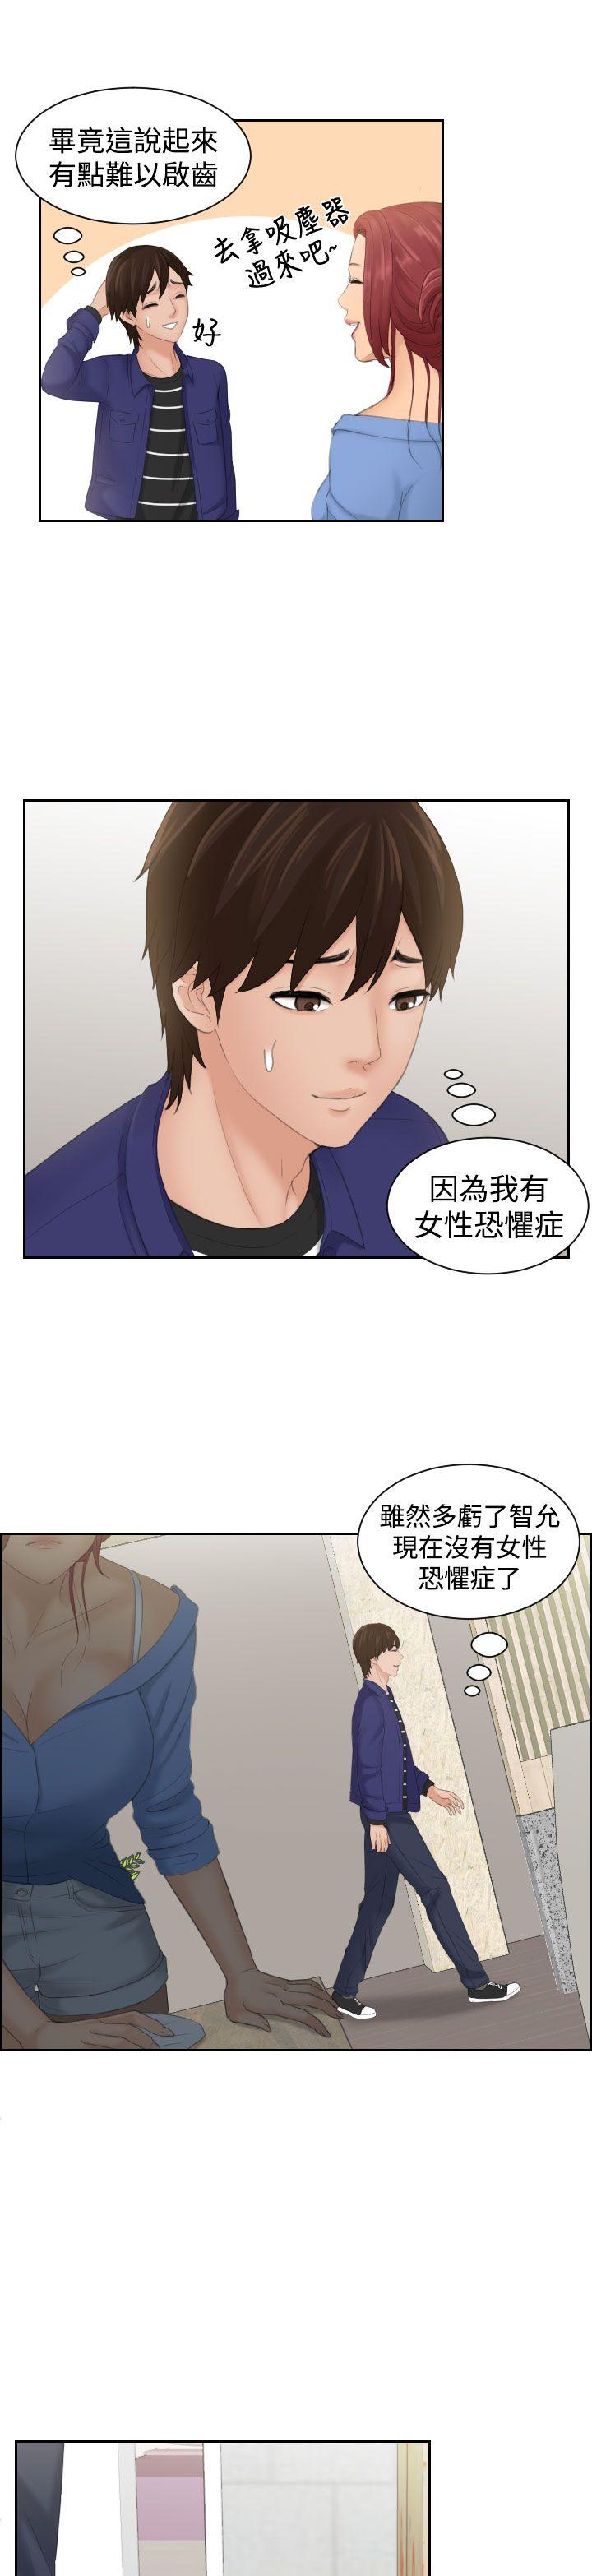 畢竟這說起來
有點難以啟齒
去拿吸塵器
過來吧~
好
因為我有
女性恐懼症
雖然多虧了智允
現在沒有女性
恐懼症了